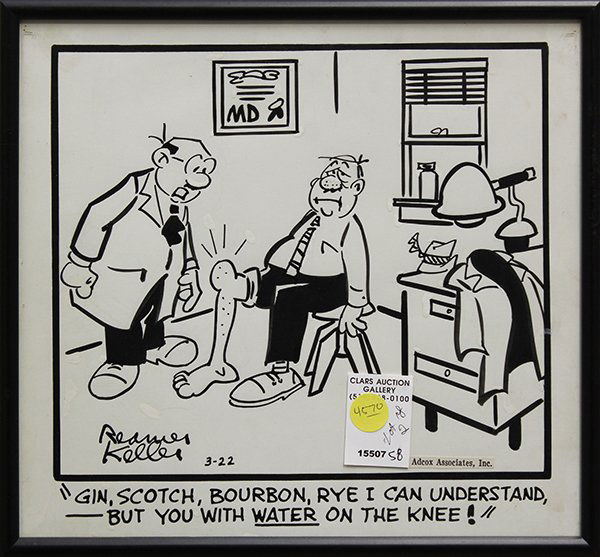 MD
CLARS AUCTION
GALLERY
15507
Reamer
Keller
3-22
Adcox Associates, Inc.
"GIN, SCOTCH, BOURBON, RYE I CAN UNDERSTAND,
— BUT YOU WITH WATER ON THE KNEE!"